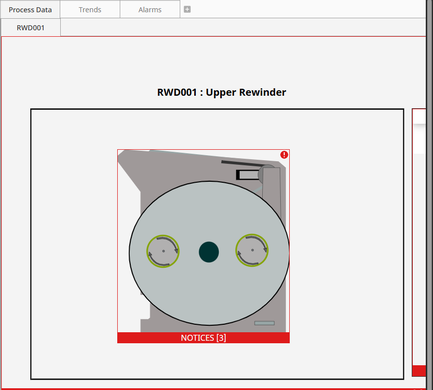 Process Data
Trends
Alarms
RWD001
RWD001 : Upper Rewinder
!
NOTICES [3]